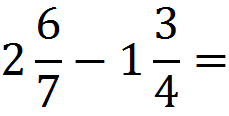 2 6/7 − 1 3/4 =